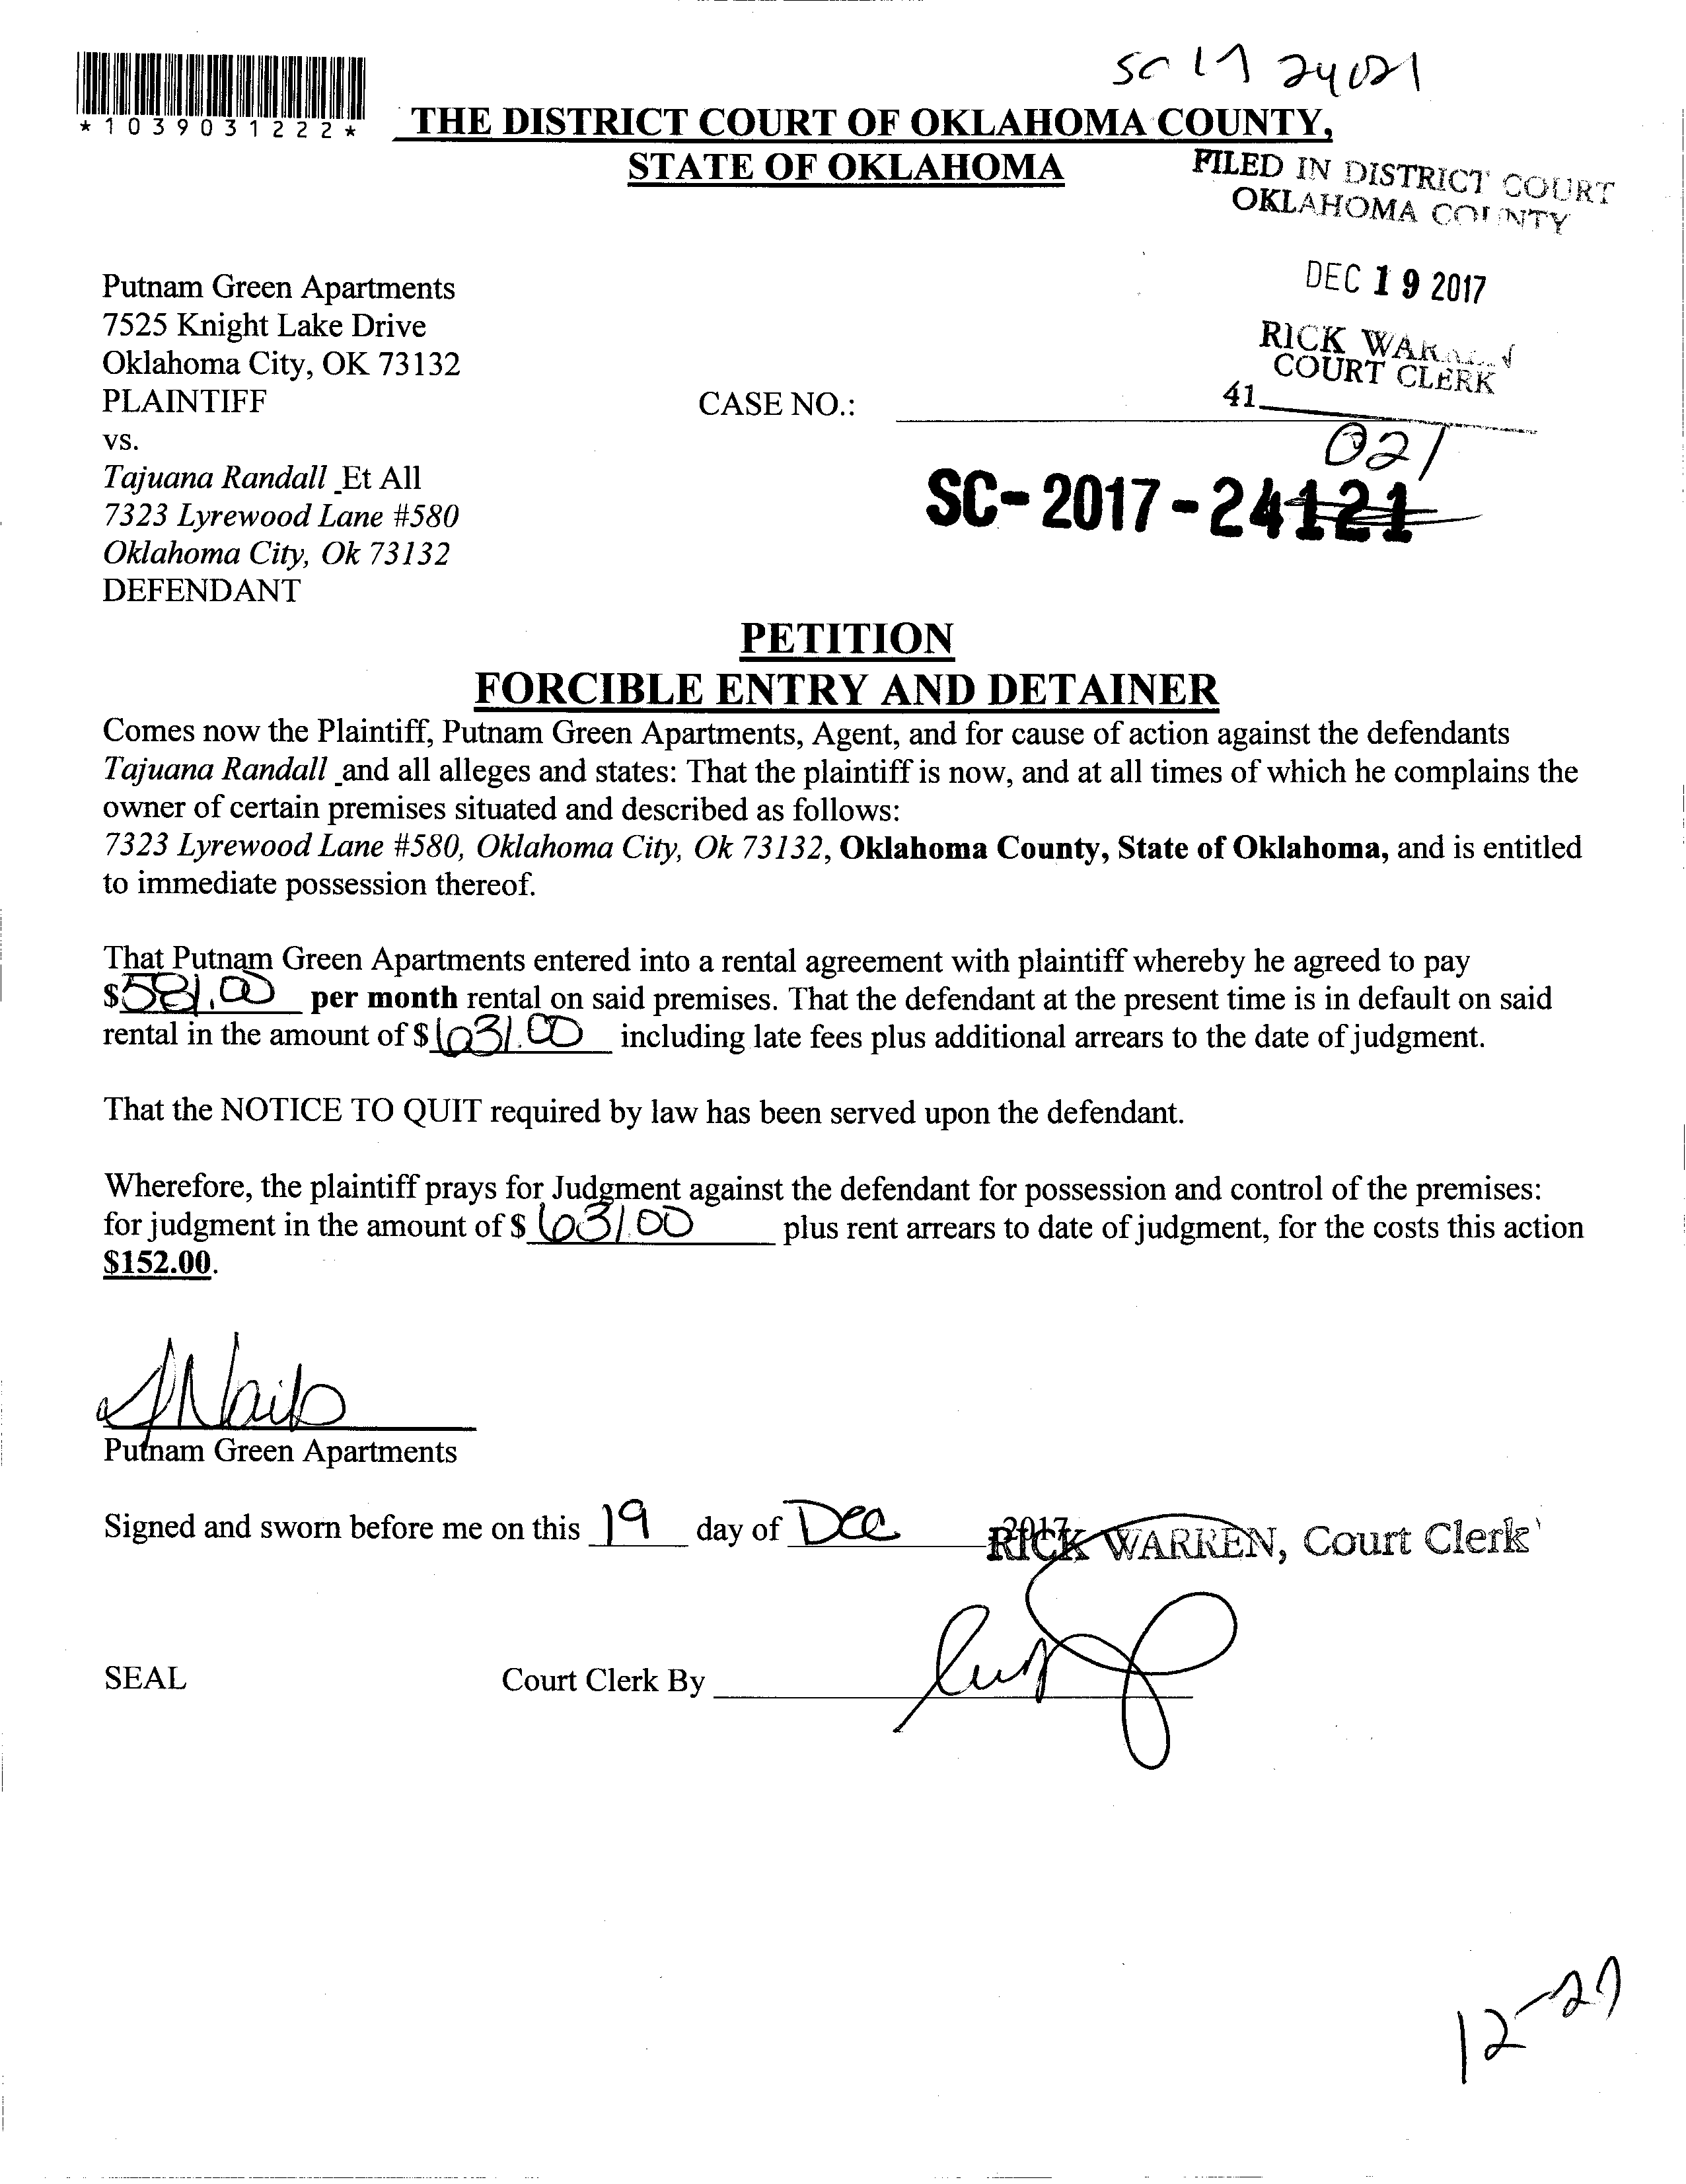 SC 17 24021
*1039031222*
THE DISTRICT COURT OF OKLAHOMA COUNTY,
STATE OF OKLAHOMA
FILED IN DISTRICT COURT
OKLAHOMA COUNTY
DEC 19 2017
RICK WARREN
COURT CLERK
41
Putnam Green Apartments
7525 Knight Lake Drive
Oklahoma City, OK 73132
PLAINTIFF
CASE NO.:
vs.
021
Tajuana Randall Et All
SC-2017-24121
7323 Lyrewood Lane #580
Oklahoma City, Ok 73132
DEFENDANT
PETITION
FORCIBLE ENTRY AND DETAINER
Comes now the Plaintiff, Putnam Green Apartments, Agent, and for cause of action against the defendants
Tajuana Randall and all alleges and states: That the plaintiff is now, and at all times of which he complains the
owner of certain premises situated and described as follows:
7323 Lyrewood Lane #580, Oklahoma City, Ok 73132, Oklahoma County, State of Oklahoma, and is entitled
to immediate possession thereof.
That Putnam Green Apartments entered into a rental agreement with plaintiff whereby he agreed to pay
$581.00 per month rental on said premises. That the defendant at the present time is in default on said
rental in the amount of $631.00 including late fees plus additional arrears to the date of judgment.
That the NOTICE TO QUIT required by law has been served upon the defendant.
Wherefore, the plaintiff prays for Judgment against the defendant for possession and control of the premises:
for judgment in the amount of $631.00 plus rent arrears to date of judgment, for the costs this action
$152.00.
Putnam Green Apartments
Signed and sworn before me on this 19 day of Dec 2017
RICK WARREN, Court Clerk
SEAL Court Clerk By
12-27